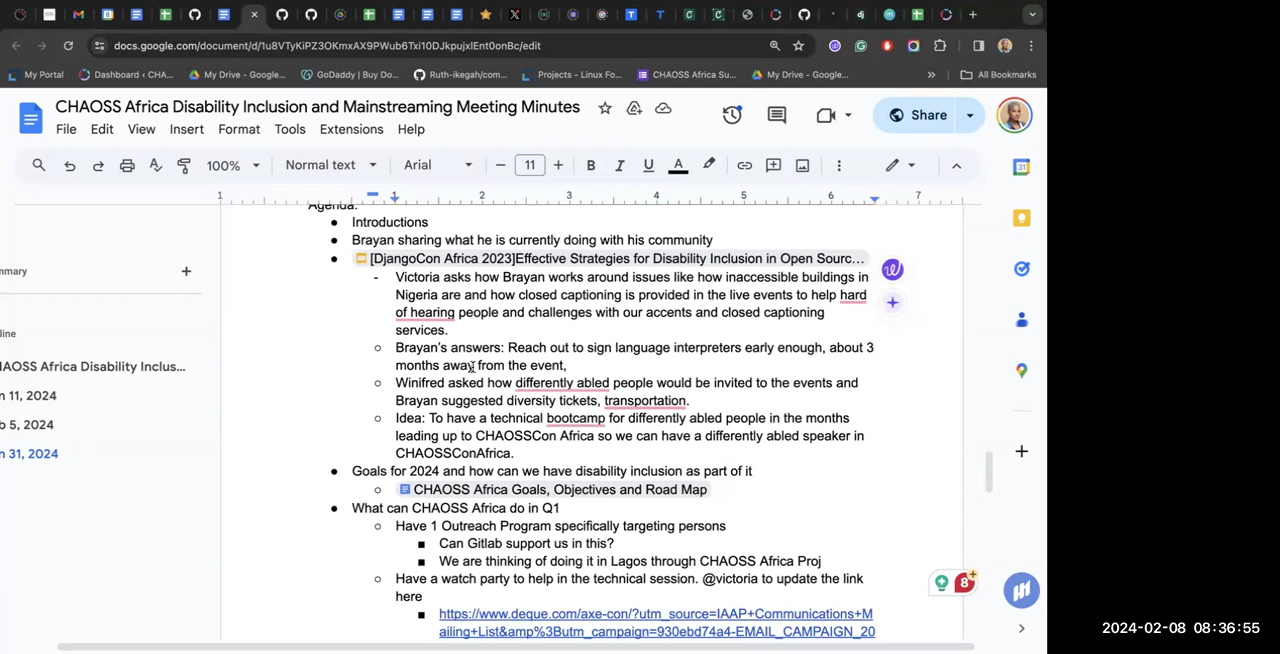 docs.google.com/document/d/1u8VTyKiPZ3OKmxAX9PWub6Txi10DJkpujxlEnt0onBc/edit
My Portal Dashboard < CHA... My Drive - Google... GoDaddy | Buy Do... Ruth-ikegah/com... Projects - Linux Fo... CHAOSS Africa Su... My Drive - Google... » All Bookmarks
CHAOSS Africa Disability Inclusion and Mainstreaming Meeting Minutes
File Edit View Insert Format Tools Extensions Help
Share
100% Normal text Arial 11 B I U A
1 1 2 3 4 5 6 7
Agenda:
Introductions
Brayan sharing what he is currently doing with his community
[DjangoCon Africa 2023]Effective Strategies for Disability Inclusion in Open Sourc...
- Victoria asks how Brayan works around issues like how inaccessible buildings in
Nigeria are and how closed captioning is provided in the live events to help hard
of hearing people and challenges with our accents and closed captioning
services.
Brayan's answers: Reach out to sign language interpreters early enough, about 3
months away from the event,
Winifred asked how differently abled people would be invited to the events and
Brayan suggested diversity tickets, transportation.
Idea: To have a technical bootcamp for differently abled people in the months
leading up to CHAOSSCon Africa so we can have a differently abled speaker in
CHAOSSConAfrica.
Goals for 2024 and how can we have disability inclusion as part of it
CHAOSS Africa Goals, Objectives and Road Map
What can CHAOSS Africa do in Q1
Have 1 Outreach Program specifically targeting persons
Can Gitlab support us in this?
We are thinking of doing it in Lagos through CHAOSS Africa Proj
Have a watch party to help in the technical session. @victoria to update the link
here
https://www.deque.com/axe-con/?utm_source=IAAP+Communications+M
ailing+List&amp%3Butm_campaign=930ebd74a4-EMAIL_CAMPAIGN_20
mmary
line
HAOSS Africa Disability Inclus...
n 11, 2024
b 5, 2024
n 31, 2024
8
2024-02-08 08:36:55